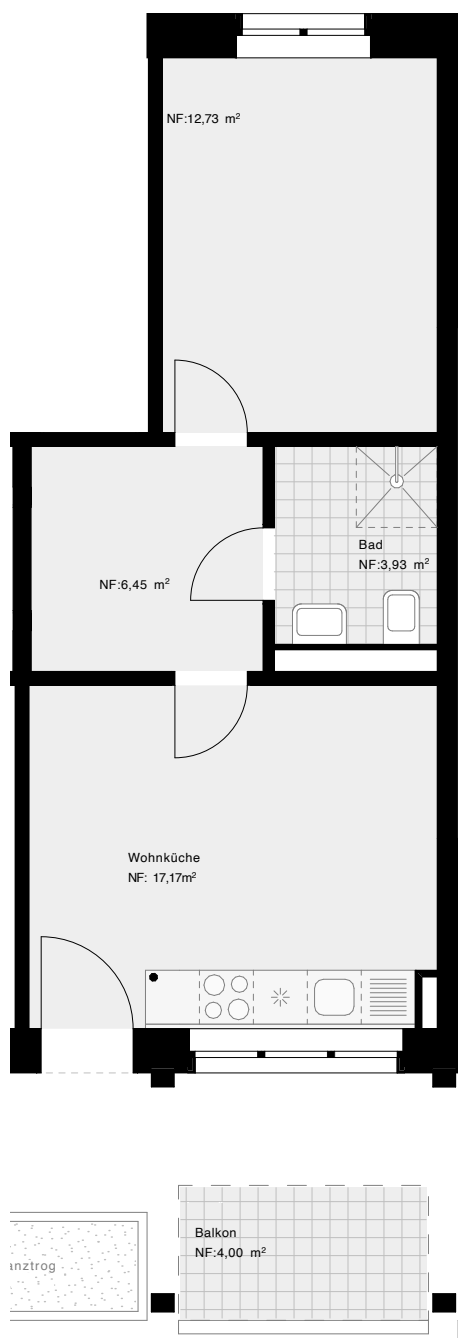 NF:12,73 m²
Bad
NF:3,93 m²
NF:6,45 m²
Wohnküche
NF: 17,17m²
Balkon
NF:4,00 m²
anztrog